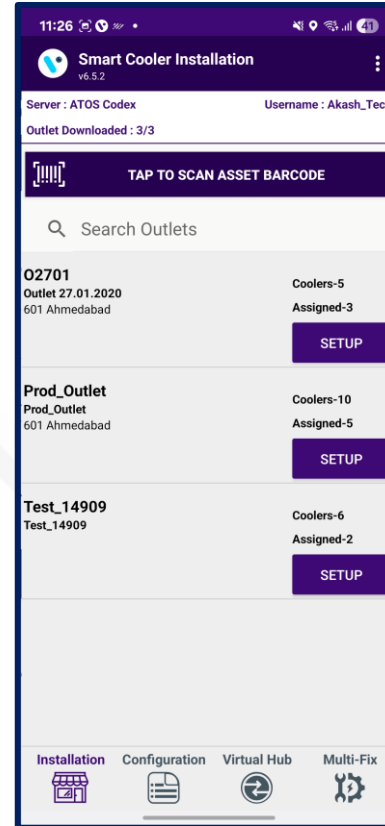 11:26
41
Smart Cooler Installation
v6.5.2
Server : ATOS Codex Username : Akash_Tec
Outlet Downloaded : 3/3
TAP TO SCAN ASSET BARCODE
Search Outlets
O2701
Outlet 27.01.2020
601 Ahmedabad
Coolers-5
Assigned-3
SETUP
Prod_Outlet
Prod_Outlet
601 Ahmedabad
Coolers-10
Assigned-5
SETUP
Test_14909
Test_14909
Coolers-6
Assigned-2
SETUP
Installation Configuration Virtual Hub Multi-Fix